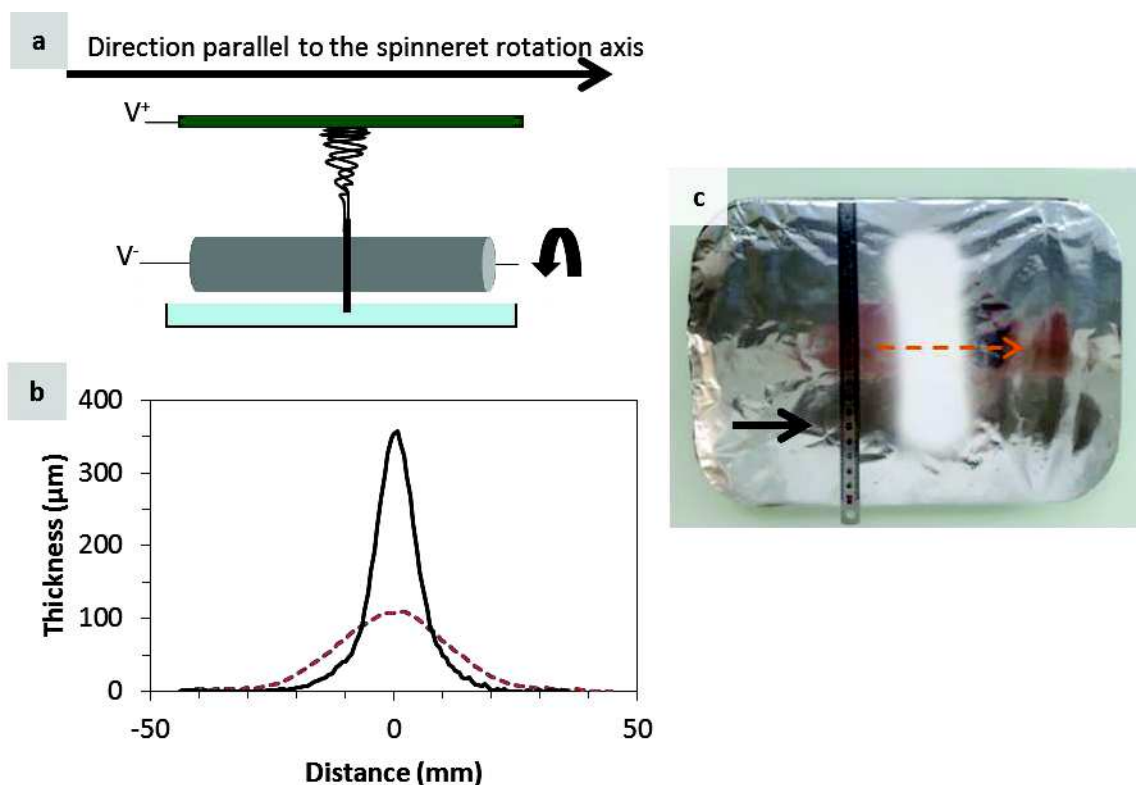 a
Direction parallel to the spinneret rotation axis
V⁺
V⁻
c
b
400
300
200
100
0
Thickness (µm)
-50
0
50
Distance (mm)